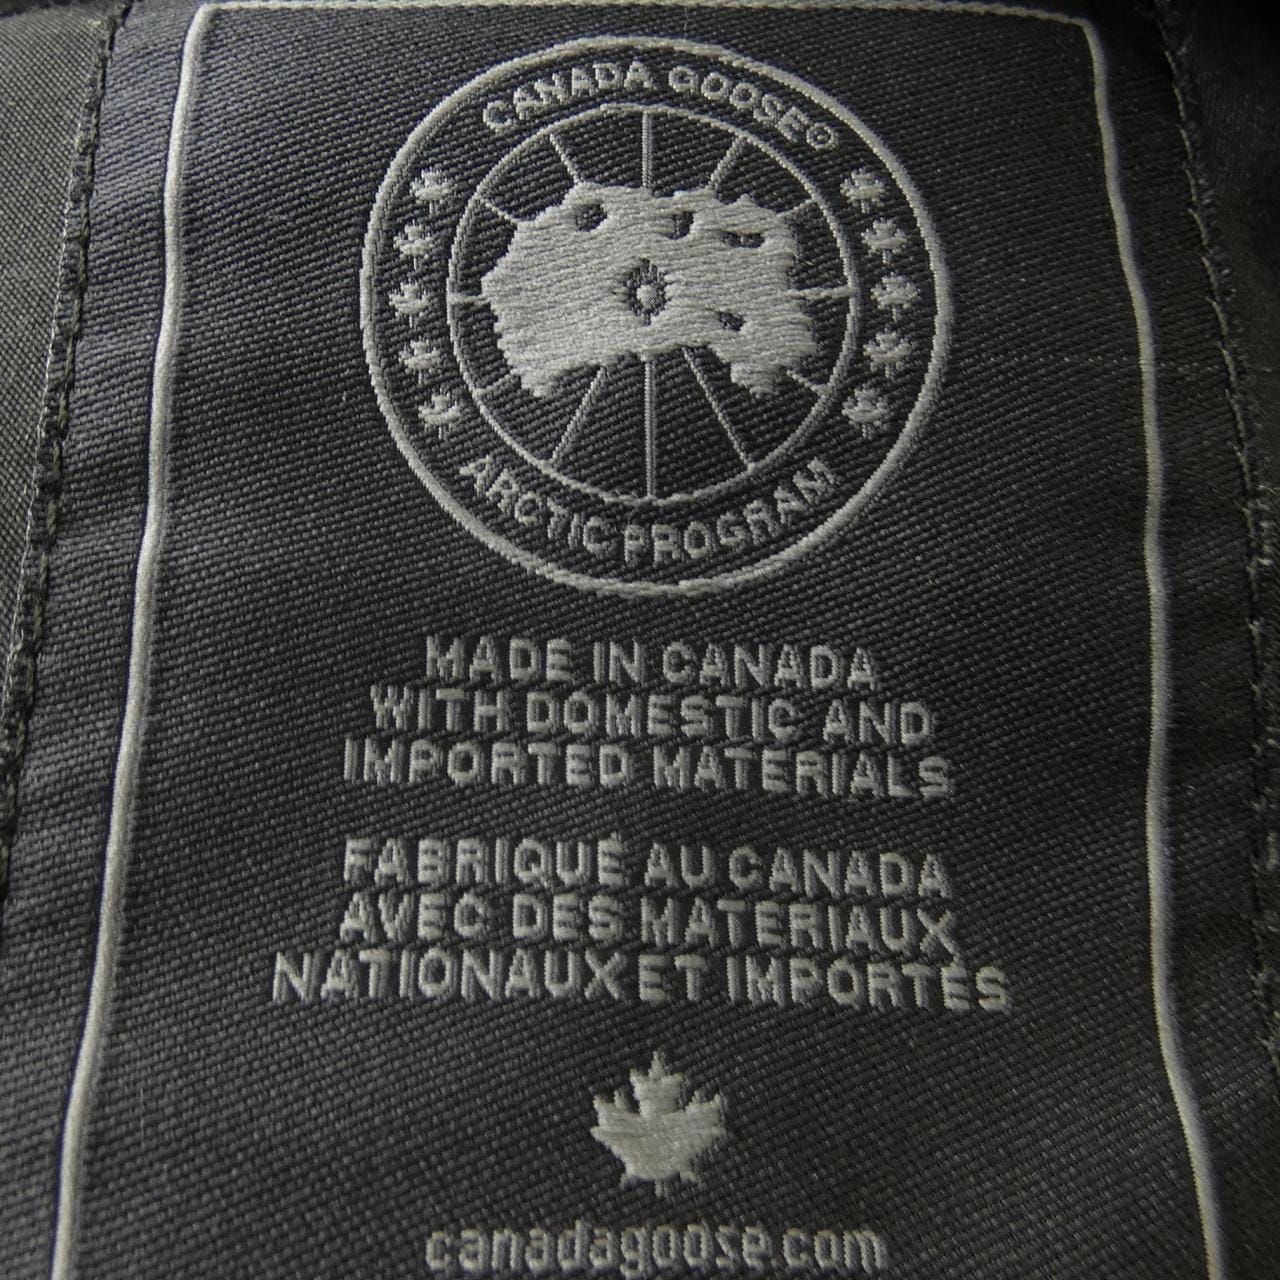 CANADA GOOSE®
ARCTIC PROGRAM
MADE IN CANADA
WITH DOMESTIC AND
IMPORTED MATERIALS
FABRIQUÉ AU CANADA
AVEC DES MATERIAUX
NATIONAUX ET IMPORTÉS
canadagoose.com